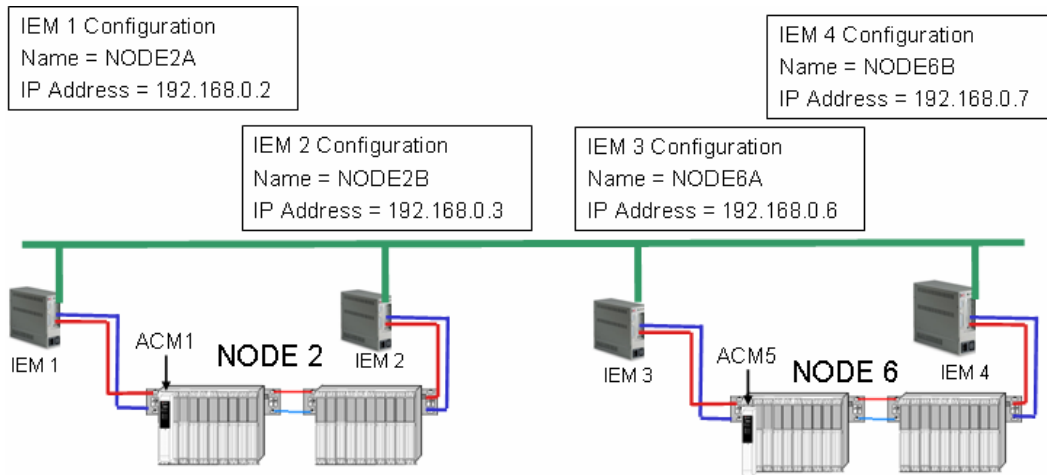 IEM 1 Configuration
Name = NODE2A
IP Address = 192.168.0.2
IEM 4 Configuration
Name = NODE6B
IP Address = 192.168.0.7
IEM 2 Configuration
Name = NODE2B
IP Address = 192.168.0.3
IEM 3 Configuration
Name = NODE6A
IP Address = 192.168.0.6
IEM 1
ACM1
NODE 2
IEM 2
IEM 3
ACM5
NODE 6
IEM 4